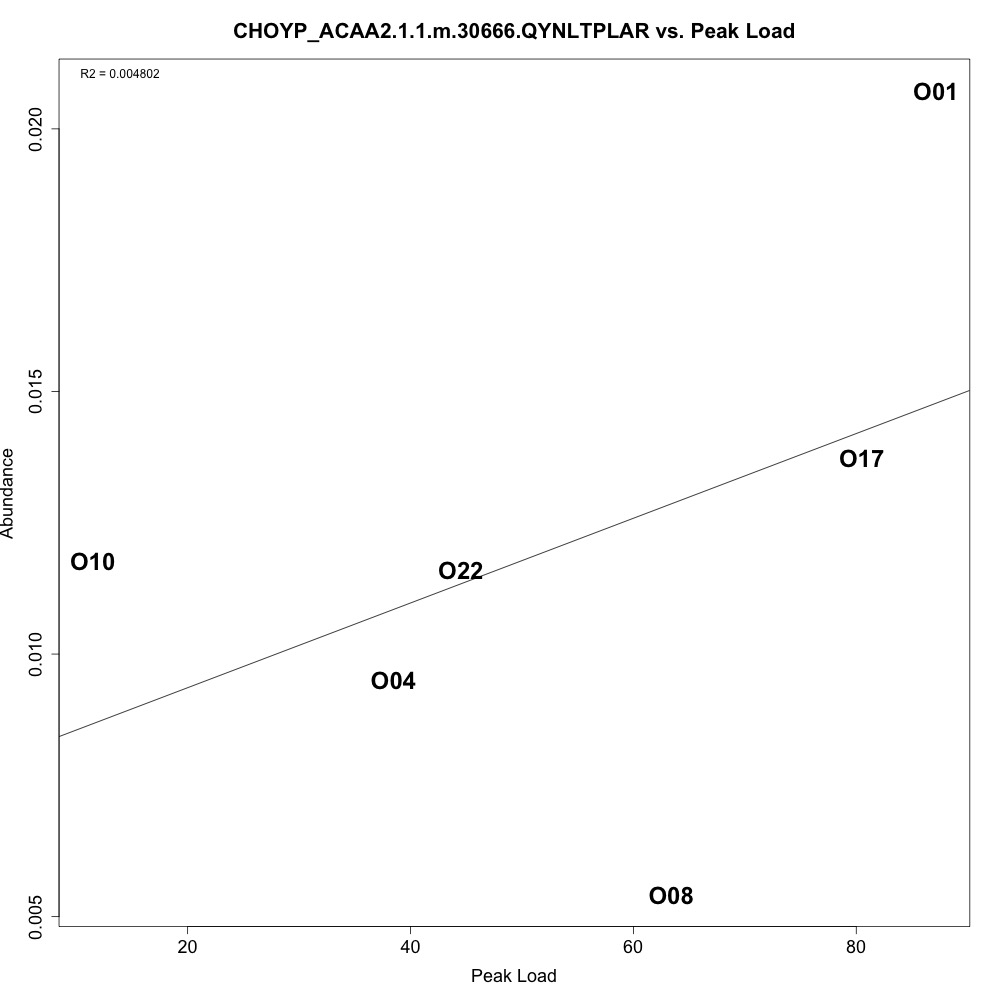 CHOYP_ACAA2.1.1.m.30666.QYNLTPLAR vs. Peak Load
R2 = 0.004802
O01
0.020
0.015
O17
O10
O22
0.010
O04
O08
0.005
Abundance
20 40 60 80
Peak Load